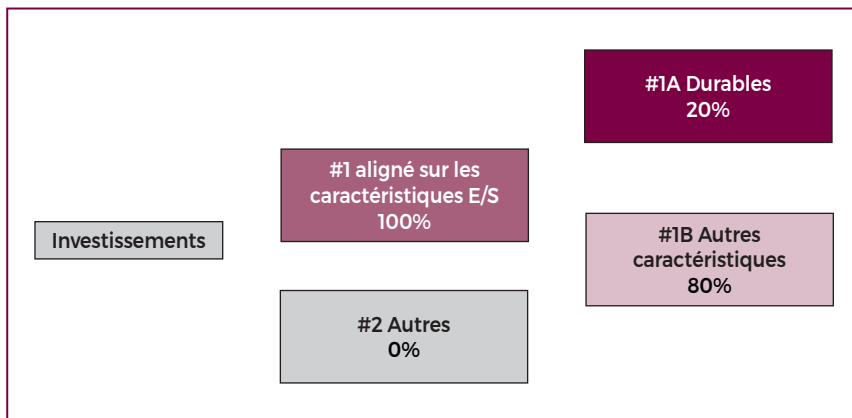 Investissements
#1 aligné sur les
caractéristiques E/S
100%
#2 Autres
0%
#1A Durables
20%
#1B Autres
caractéristiques
80%